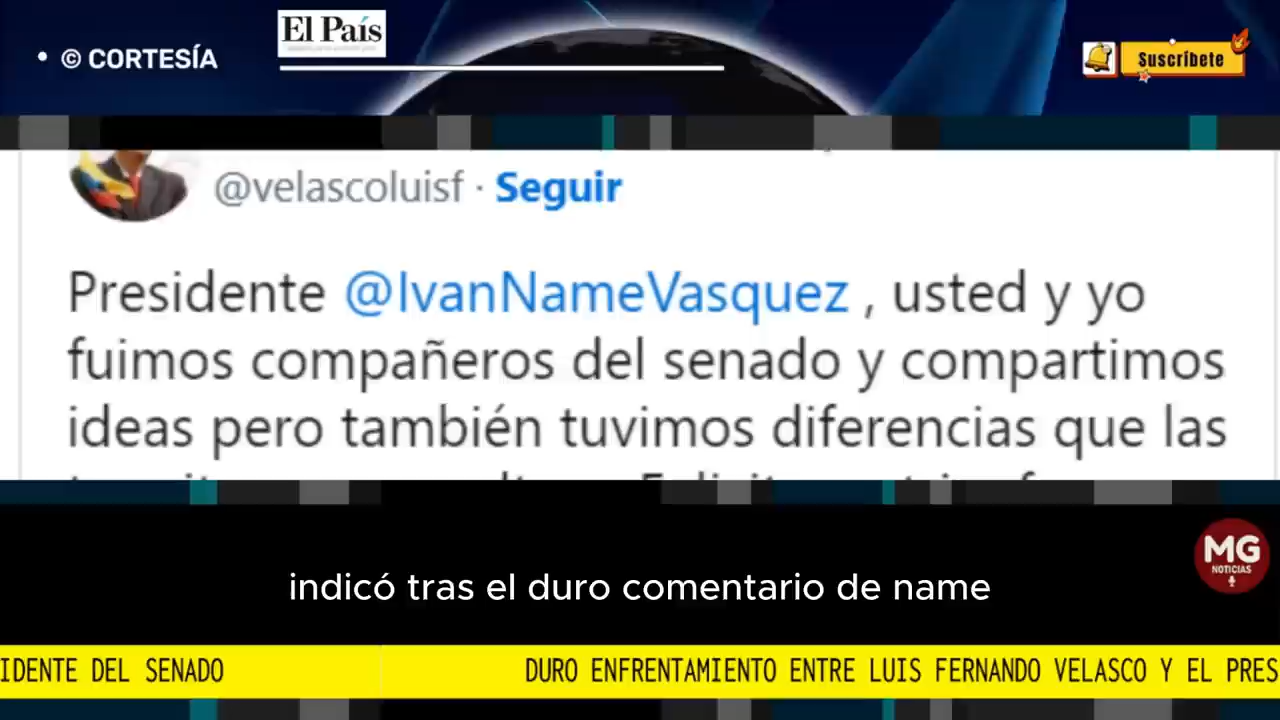 • © CORTESÍA
El País
Suscríbete
@velascoluisf · Seguir
Presidente @IvanNameVasquez , usted y yo
fuimos compañeros del senado y compartimos
ideas pero también tuvimos diferencias que las
indicó tras el duro comentario de name
MG
NOTICIAS
IDENTE DEL SENADO
DURO ENFRENTAMIENTO ENTRE LUIS FERNANDO VELASCO Y EL PRES